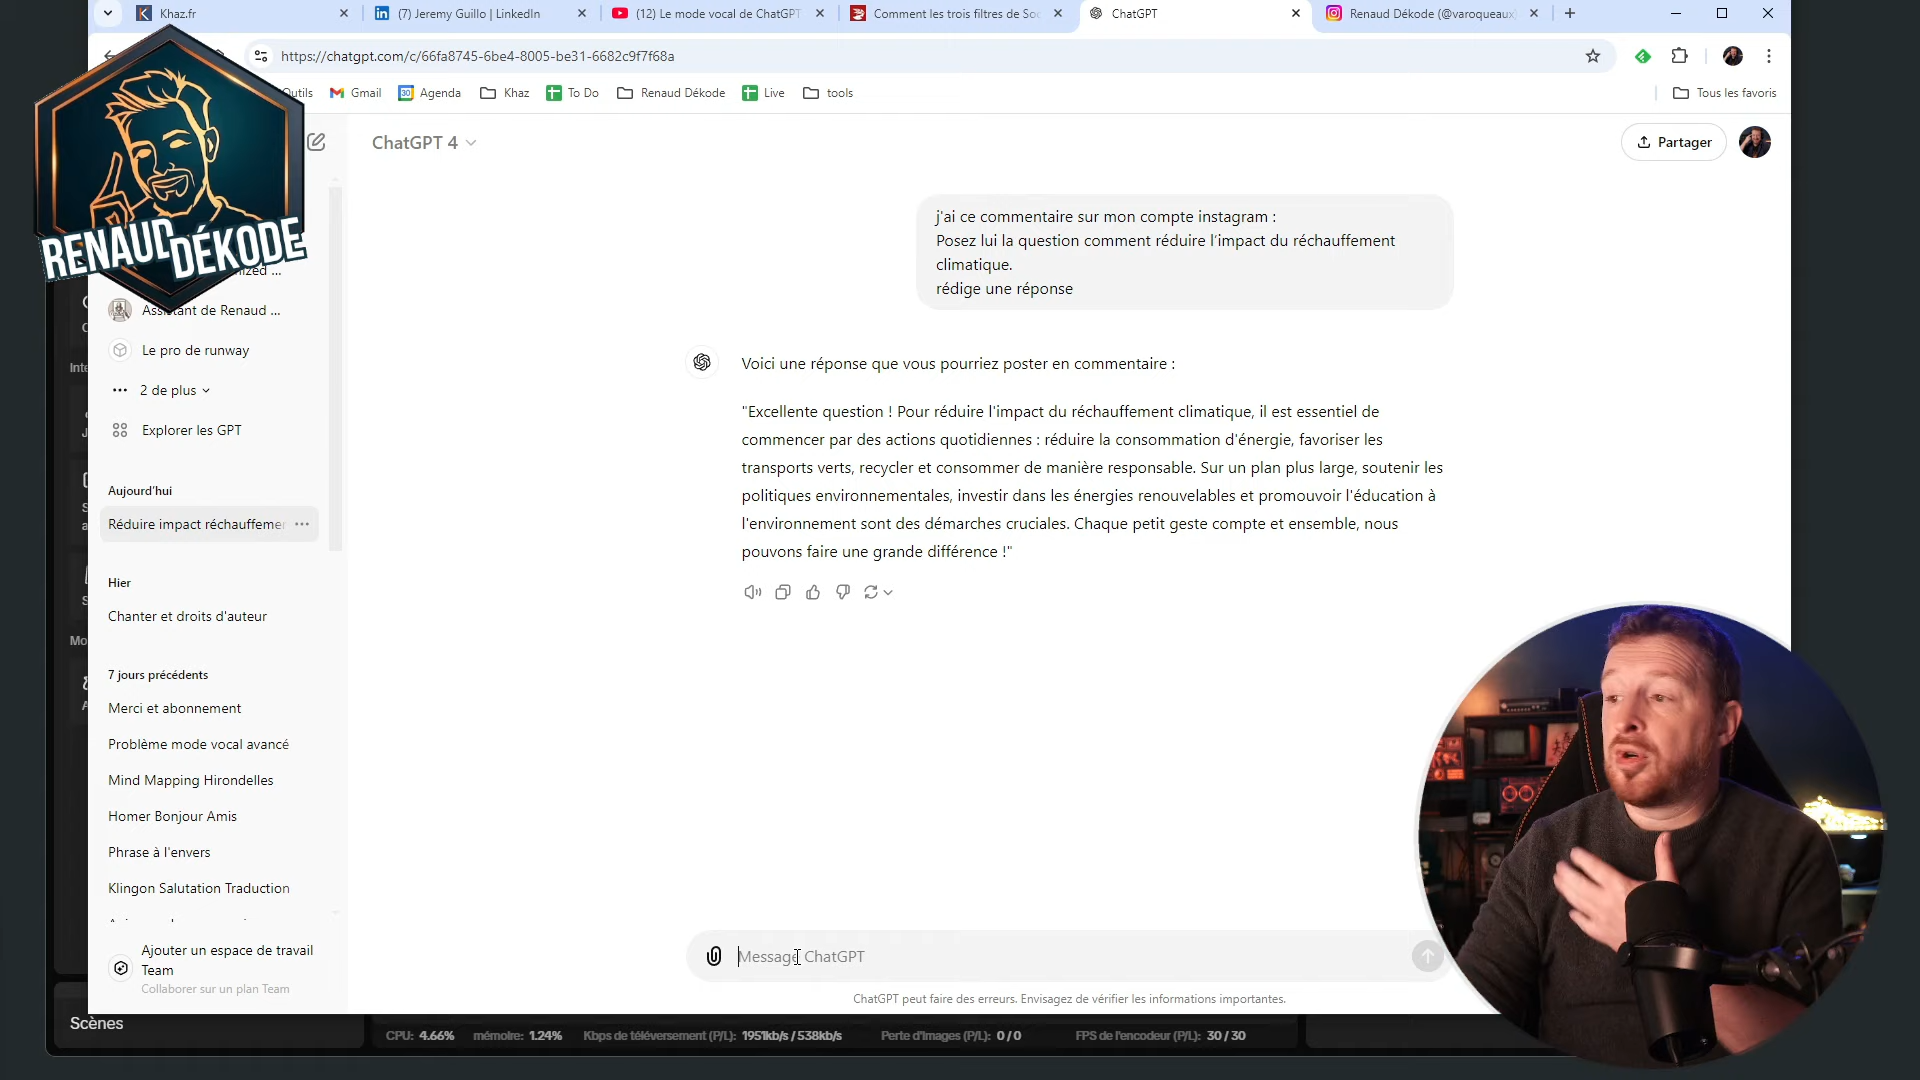 Khaz.fr
(7) Jeremy Guillo | LinkedIn
(12) Le mode vocal de ChatGPT
Comment les trois filtres de Soc
ChatGPT
Renaud Dékode (@varoqueaux
https://chatgpt.com/c/66fa8745-6be4-8005-be31-6682c9f7f68a
Outils
Gmail
Agenda
Khaz
To Do
Renaud Dékode
Live
tools
Tous les favoris
ChatGPT 4
Partager
RENAUD DÉKODE
Assistant de Renaud ...
Le pro de runway
2 de plus
Explorer les GPT
Aujourd'hui
Réduire impact réchauffemer
Hier
Chanter et droits d'auteur
7 jours précédents
Merci et abonnement
Problème mode vocal avancé
Mind Mapping Hirondelles
Homer Bonjour Amis
Phrase à l'envers
Klingon Salutation Traduction
Ajouter un espace de travail
Team
Collaborer sur un plan Team
j'ai ce commentaire sur mon compte instagram :
Posez lui la question comment réduire l'impact du réchauffement
climatique.
rédige une réponse
Voici une réponse que vous pourriez poster en commentaire :
"Excellente question ! Pour réduire l'impact du réchauffement climatique, il est essentiel de
commencer par des actions quotidiennes : réduire la consommation d'énergie, favoriser les
transports verts, recycler et consommer de manière responsable. Sur un plan plus large, soutenir les
politiques environnementales, investir dans les énergies renouvelables et promouvoir l'éducation à
l'environnement sont des démarches cruciales. Chaque petit geste compte et ensemble, nous
pouvons faire une grande différence !"
Message ChatGPT
ChatGPT peut faire des erreurs. Envisagez de vérifier les informations importantes.
Scènes
CPU: 4.66%
mémoire: 1.24%
Kbps de téléversement (P/L): 1951kb/s / 538kb/s
Perte d'images (P/L): 0 / 0
FPS de l'encodeur (P/L): 30 / 30